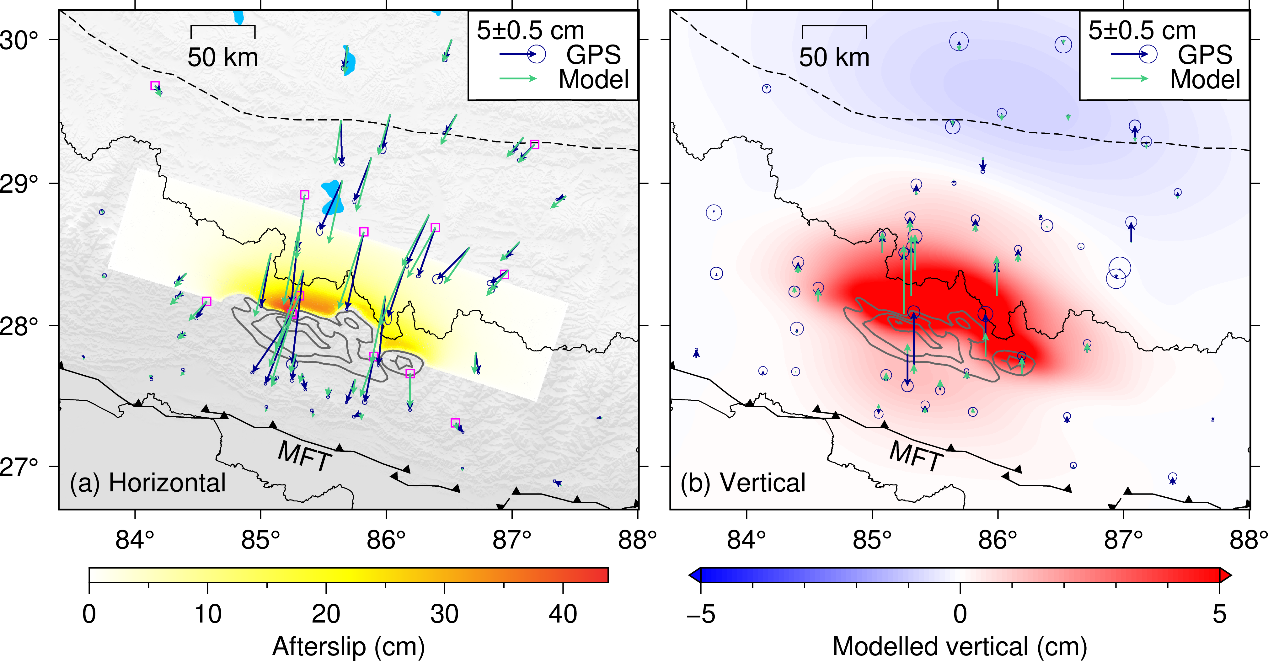 30°
29°
28°
27°
50 km
5±0.5 cm
GPS
Model
MFT
(a) Horizontal
84°
85°
86°
87°
88°
0
10
20
30
40
Afterslip (cm)
50 km
5±0.5 cm
GPS
Model
MFT
(b) Vertical
84°
85°
86°
87°
88°
−5
0
5
Modelled vertical (cm)